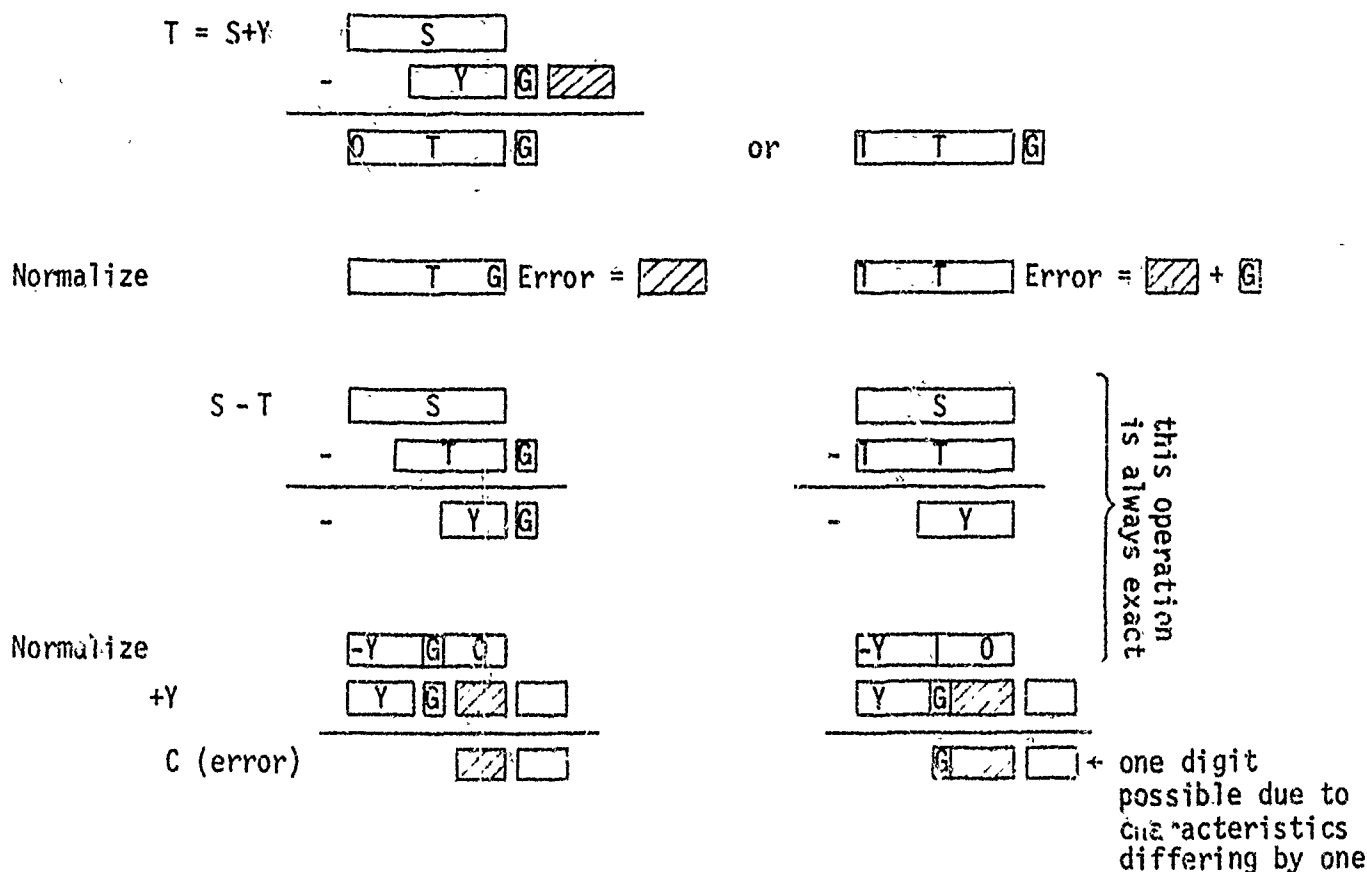 T = S+Y S
- Y G
0 T G or 1 T G
Normalize T G Error = 1 T Error = + G
S - T S S
- T G - 1 T
- Y G - Y
this operation
is always exact
Normalize -Y G 0 -Y 0
+Y Y G Y G
C (error) G ← one digit
possible due to
characteristics
differing by one